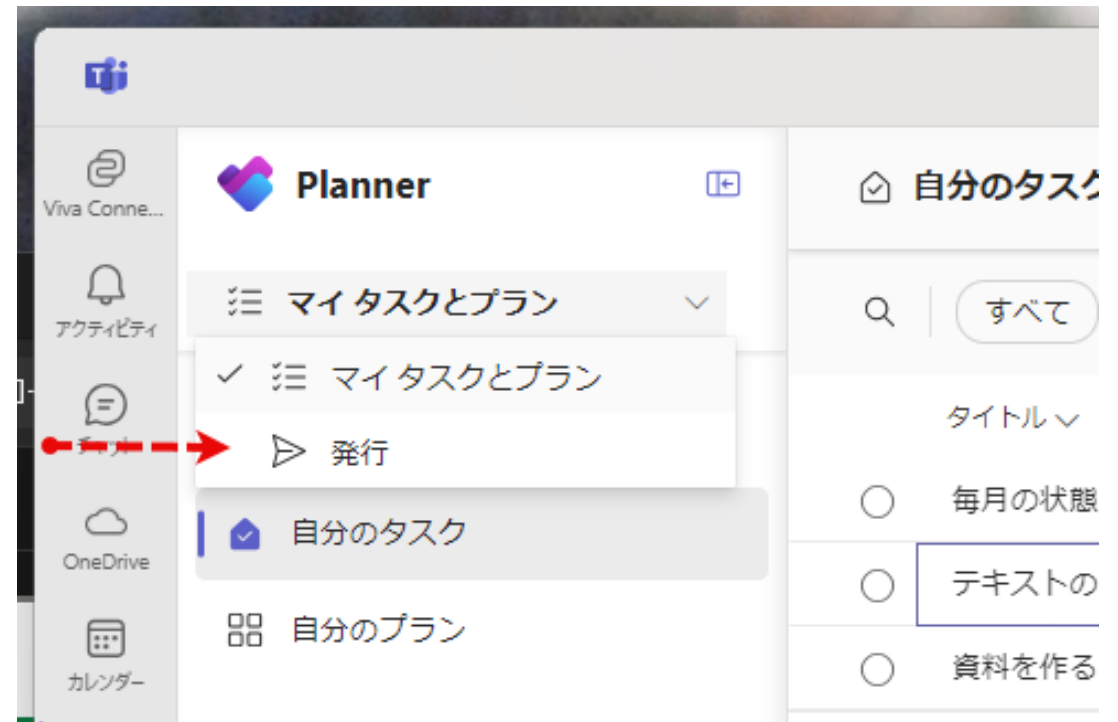 Viva Conne...
アクティビティ
OneDrive
カレンダー
Planner
マイ タスクとプラン
マイ タスクとプラン
発行
自分のタスク
自分のプラン
自分のタスク
すべて
タイトル
毎月の状態
テキストの
資料を作る